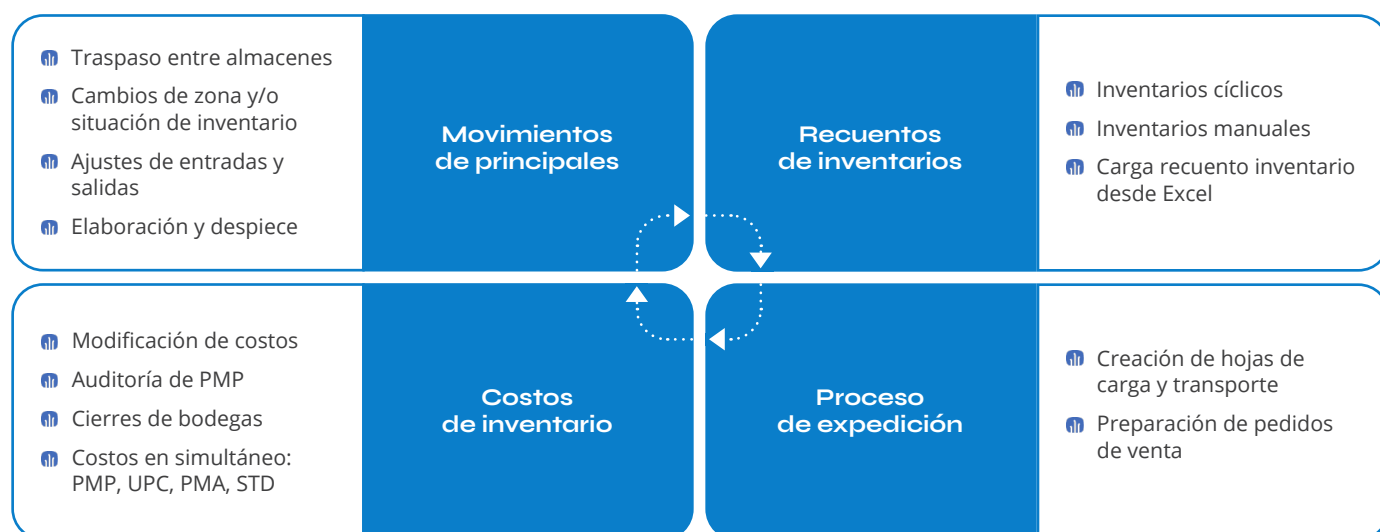 Traspaso entre almacenes
Cambios de zona y/o
situación de inventario
Ajustes de entradas y
salidas
Elaboración y despiece
Movimientos
de principales
Recuentos
de inventarios
Inventarios cíclicos
Inventarios manuales
Carga recuento inventario
desde Excel
Modificación de costos
Auditoría de PMP
Cierres de bodegas
Costos en simultáneo:
PMP, UPC, PMA, STD
Costos
de inventario
Proceso
de expedición
Creación de hojas de
carga y transporte
Preparación de pedidos
de venta